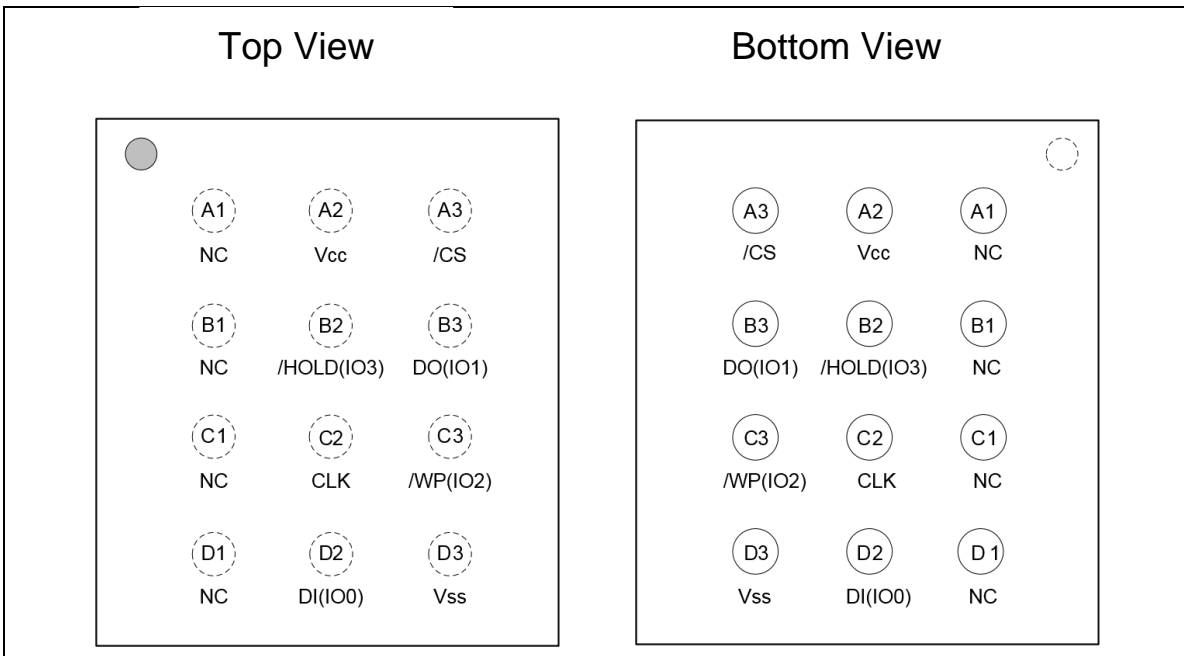 Top View Bottom View
A1 A2 A3 A3 A2 A1
NC Vcc /CS /CS Vcc NC
B1 B2 B3 B3 B2 B1
NC /HOLD(IO3) DO(IO1) DO(IO1) /HOLD(IO3) NC
C1 C2 C3 C3 C2 C1
NC CLK /WP(IO2) /WP(IO2) CLK NC
D1 D2 D3 D3 D2 D 1
NC DI(IO0) Vss Vss DI(IO0) NC